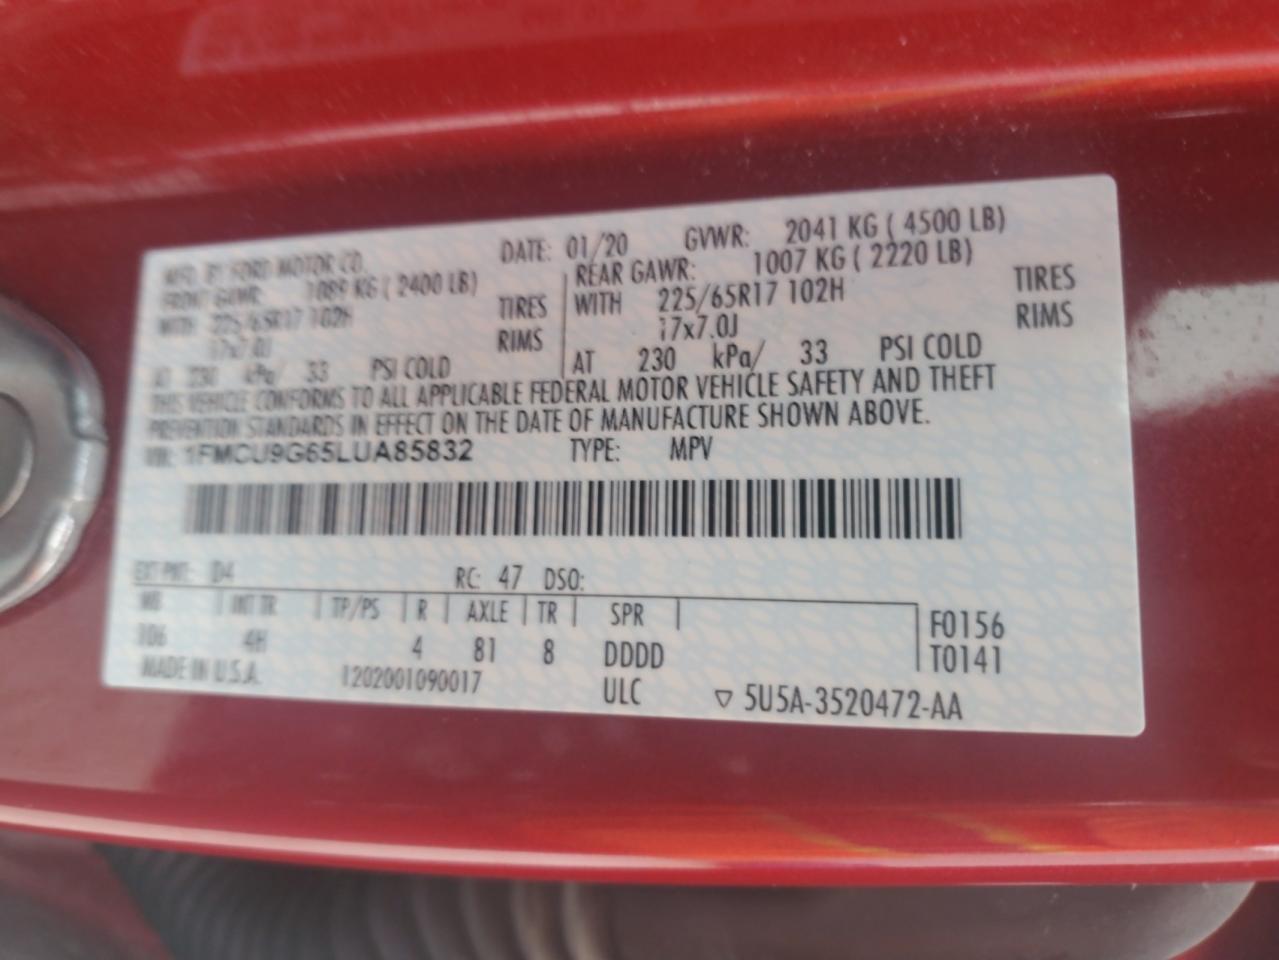 MFD. BY FORD MOTOR CO. DATE: 01/20 GVWR: 2041 KG ( 4500 LB)
FRONT GAWR: 1089 KG ( 2400 LB) REAR GAWR: 1007 KG ( 2220 LB)
WITH 225/65R17 102H TIRES WITH 225/65R17 102H TIRES
17x7.0J RIMS 17x7.0J RIMS
AT 230 kPa/ 33 PSI COLD AT 230 kPa/ 33 PSI COLD
THIS VEHICLE CONFORMS TO ALL APPLICABLE FEDERAL MOTOR VEHICLE SAFETY AND THEFT
PREVENTION STANDARDS IN EFFECT ON THE DATE OF MANUFACTURE SHOWN ABOVE.
VIN: 1FMCU9G65LUA85832 TYPE: MPV
EXT PNT: D4 RC: 47 DSO:
WB INT TR TP/PS R AXLE TR SPR F0156
106 4H 4 81 8 DDDD T0141
MADE IN U.S.A. 1202001090017 ULC ▽ 5U5A-3520472-AA